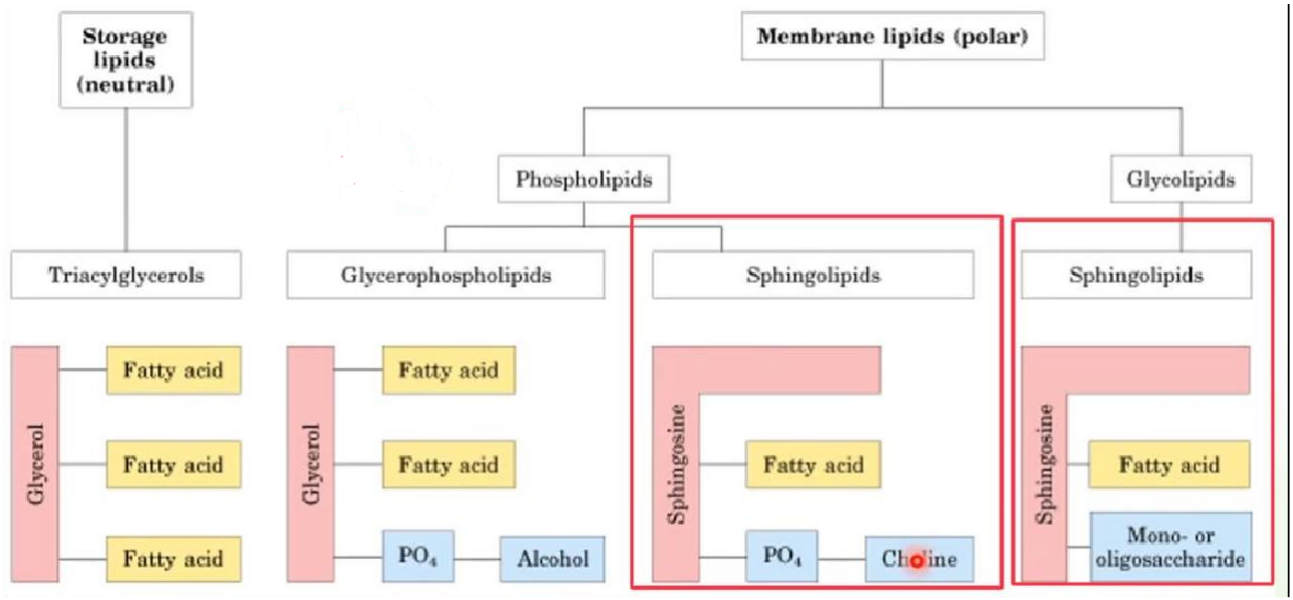 Storage
lipids
(neutral)
Membrane lipids (polar)
Phospholipids
Glycolipids
Triacylglycerols
Glycerophospholipids
Sphingolipids
Sphingolipids
Glycerol
Fatty acid
Fatty acid
Fatty acid
Glycerol
Fatty acid
Fatty acid
PO₄
Alcohol
Sphingosine
Fatty acid
PO₄
Choline
Sphingosine
Fatty acid
Mono- or
oligosaccharide